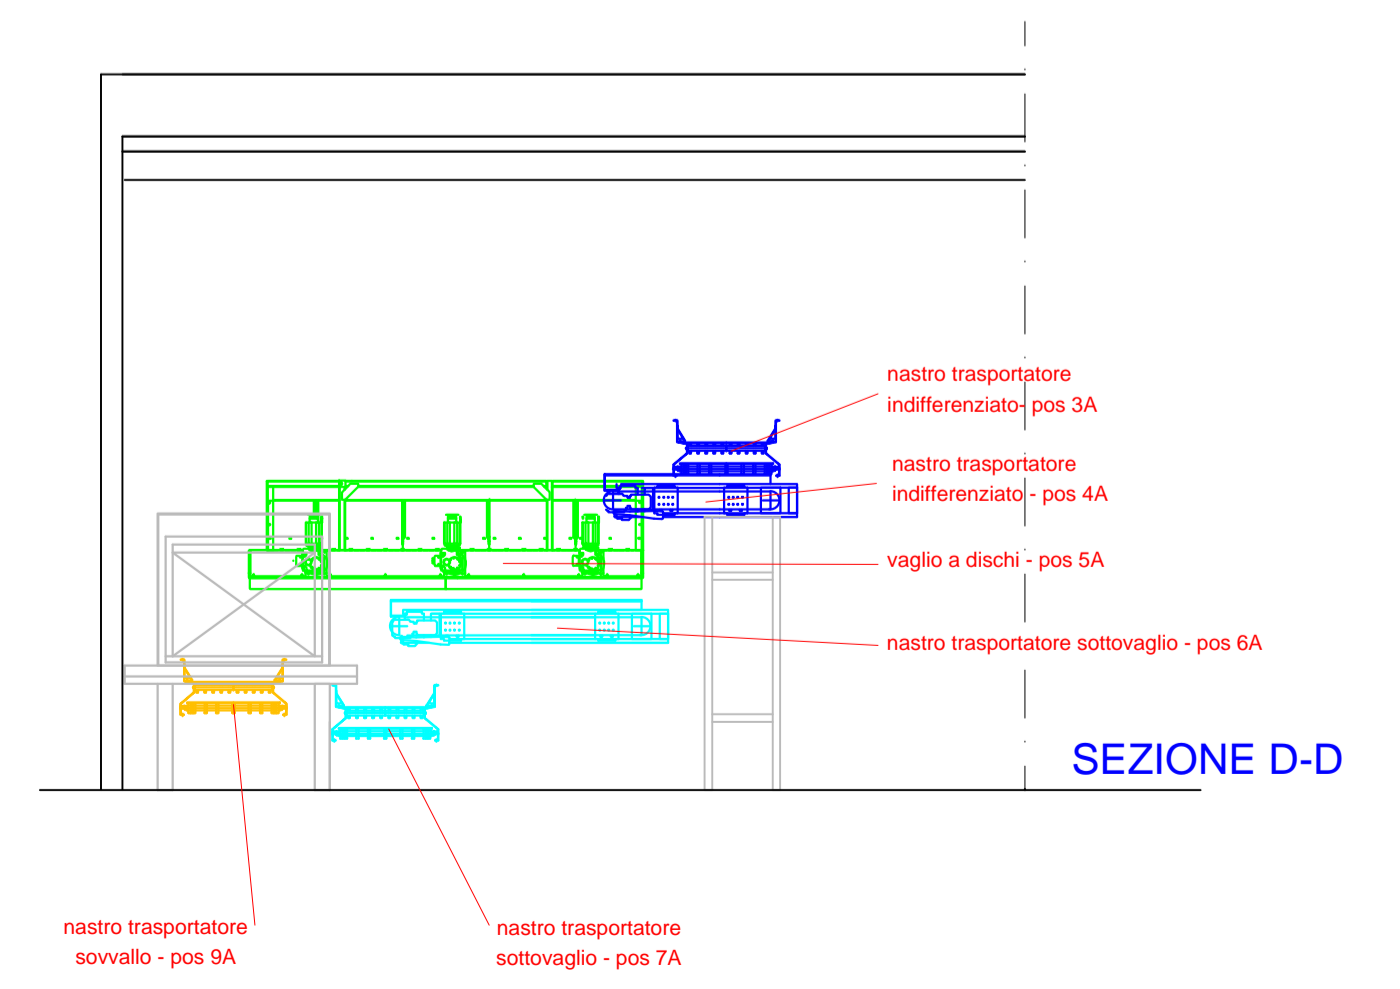 nastro trasportatore
indifferenziato- pos 3A
nastro trasportatore
indifferenziato - pos 4A
vaglio a dischi - pos 5A
nastro trasportatore sottovaglio - pos 6A
SEZIONE D-D
nastro trasportatore
sovvallo - pos 9A
nastro trasportatore
sottovaglio - pos 7A